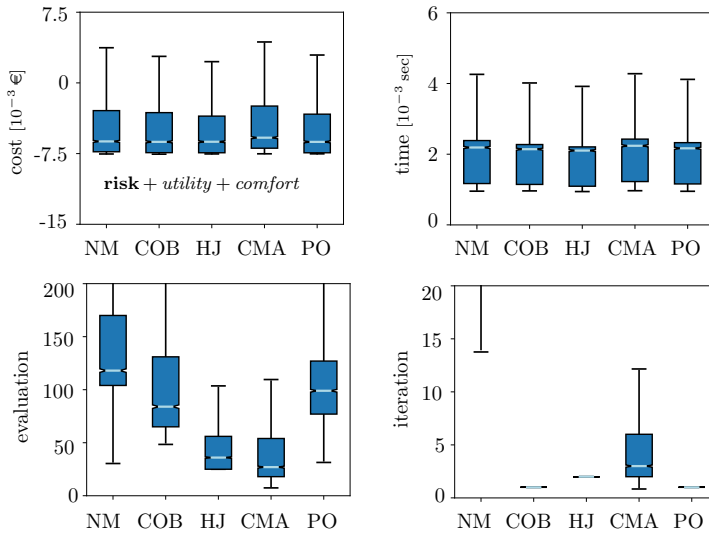 7.5
0
-7.5
-15
cost [10⁻³ €]
risk + utility + comfort
NM COB HJ CMA PO
6
4
2
0
time [10⁻³ sec]
NM COB HJ CMA PO
200
150
100
50
0
evaluation
NM COB HJ CMA PO
20
15
10
5
0
iteration
NM COB HJ CMA PO